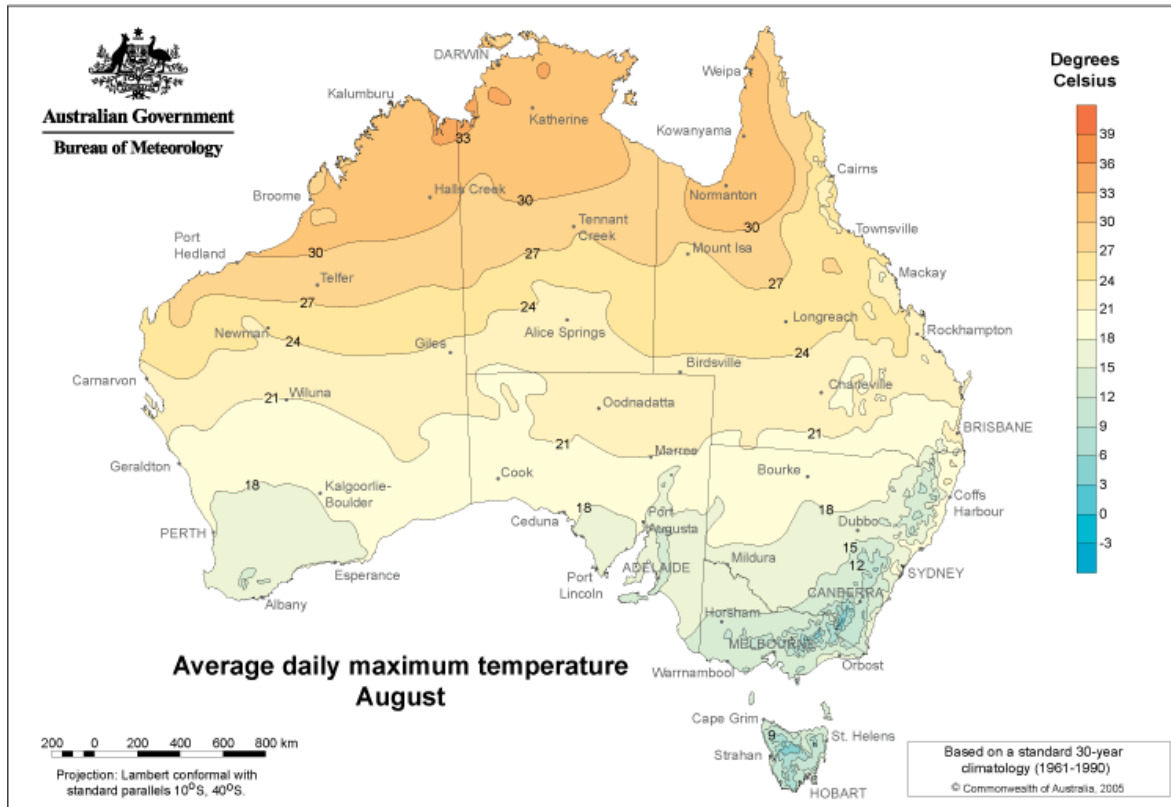 Australian Government
Bureau of Meteorology
Degrees
Celsius
39
36
33
30
27
24
21
18
15
12
9
6
3
0
-3
DARWIN
Weipa
Kalumburu
Katherine
Kowanyama
33
Cairns
Broome
Halls Creek
30
Normanton
30
Townsville
Port
Hedland
Tennant
Creek
Mount Isa
30
27
27
Mackay
Telfer
27
24
Newman
24
Alice Springs
Longreach
Rockhampton
Giles
24
Birdsville
Carnarvon
Wiluna
21
Charleville
Oodnadatta
21
21
BRISBANE
Marree
Geraldton
Cook
Bourke
18
Kalgoorlie-
Boulder
Coffs
Harbour
18
18
Ceduna
Port
Augusta
Dubbo
PERTH
15
Mildura
12
SYDNEY
Esperance
Port
Lincoln
ADELAIDE
CANBERRA
Albany
Horsham
MELBOURNE
Warrnambool
Orbost
Average daily maximum temperature
August
Cape Grim
9
St. Helens
Strahan
HOBART
200 0 200 400 600 800 km
Projection: Lambert conformal with
standard parallels 10°S, 40°S.
Based on a standard 30-year
climatology (1961-1990)
© Commonwealth of Australia, 2005